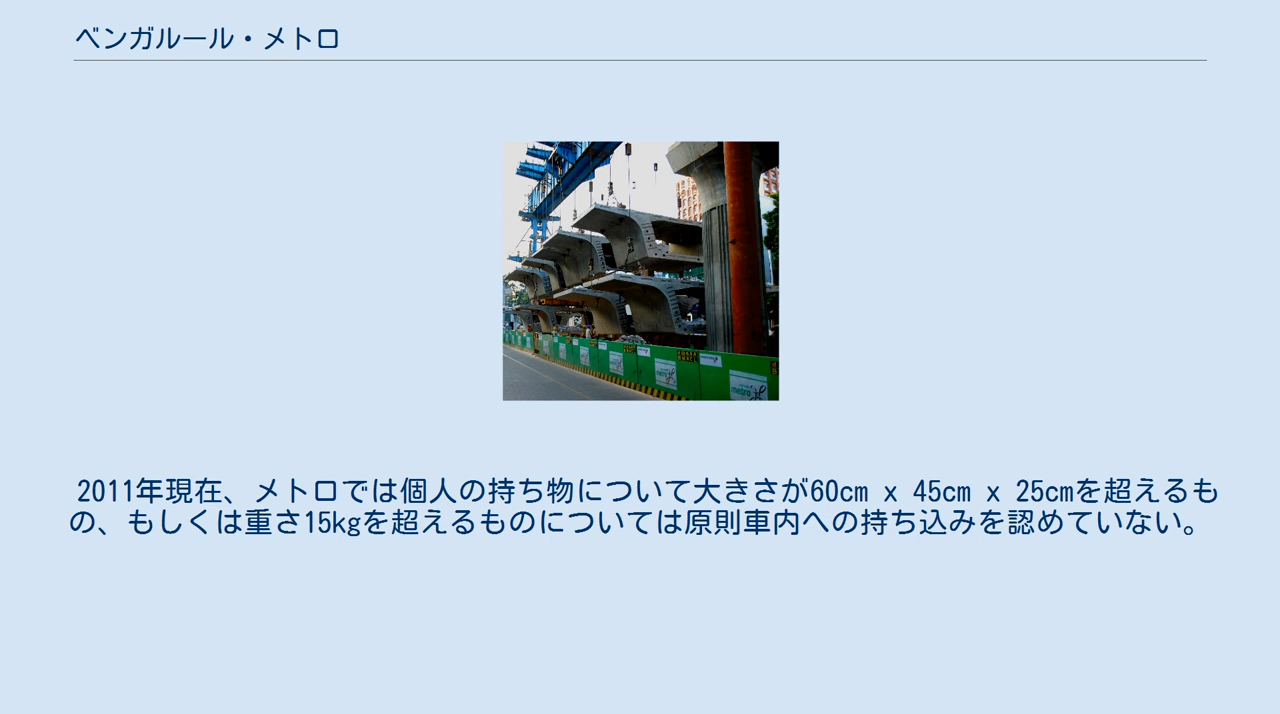 ベンガルール・メトロ
metro
2011年現在、メトロでは個人の持ち物について大きさが60cm x 45cm x 25cmを超えるも
の、もしくは重さ15kgを超えるものについては原則車内への持ち込みを認めていない。